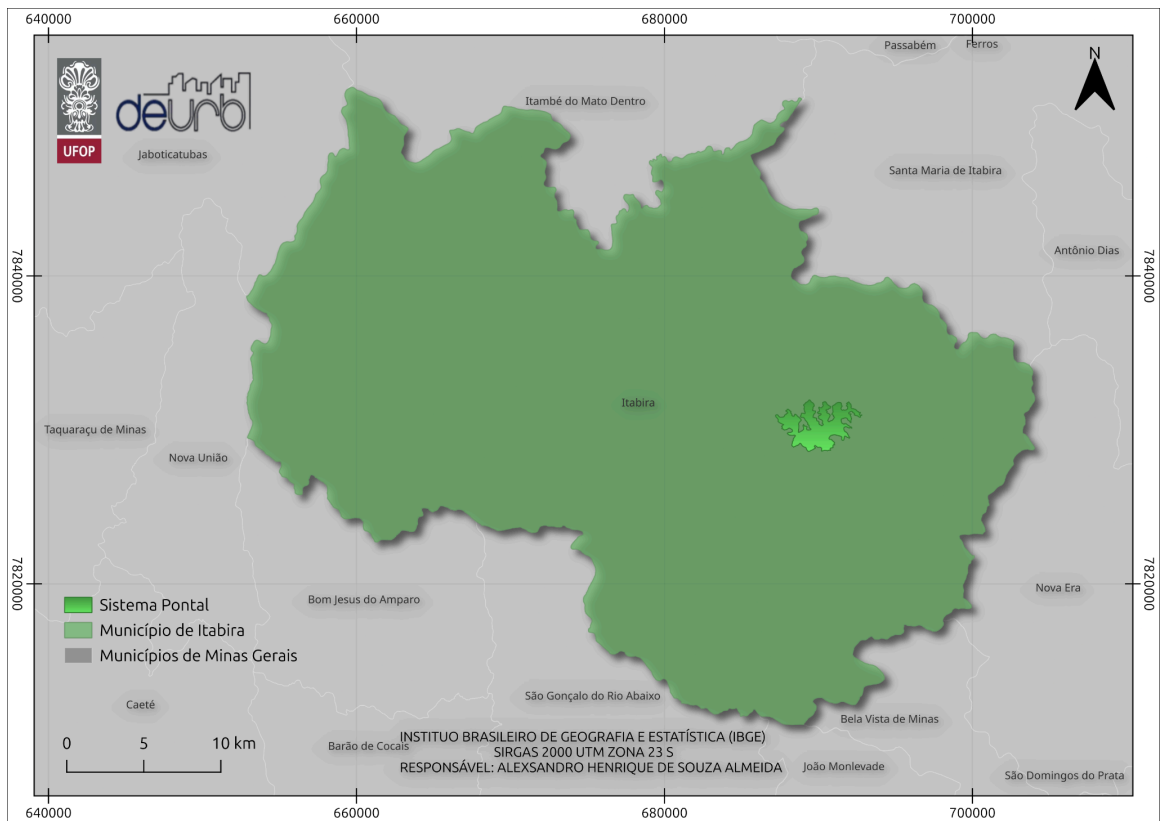 640000
660000
680000
700000
Passabém
Ferros
N
Itambé do Mato Dentro
deurb
UFOP
Jaboticatubas
Santa Maria de Itabira
Antônio Dias
7840000
7840000
Itabira
Taquaraçu de Minas
Nova União
7820000
7820000
Nova Era
Bom Jesus do Amparo
Sistema Pontal
Município de Itabira
Municípios de Minas Gerais
São Gonçalo do Rio Abaixo
Caeté
Bela Vista de Minas
0 5 10 km
Barão de Cocais
INSTITUO BRASILEIRO DE GEOGRAFIA E ESTATÍSTICA (IBGE)
SIRGAS 2000 UTM ZONA 23 S
RESPONSÁVEL: ALEXSANDRO HENRIQUE DE SOUZA ALMEIDA
João Monlevade
São Domingos do Prata
640000
660000
680000
700000